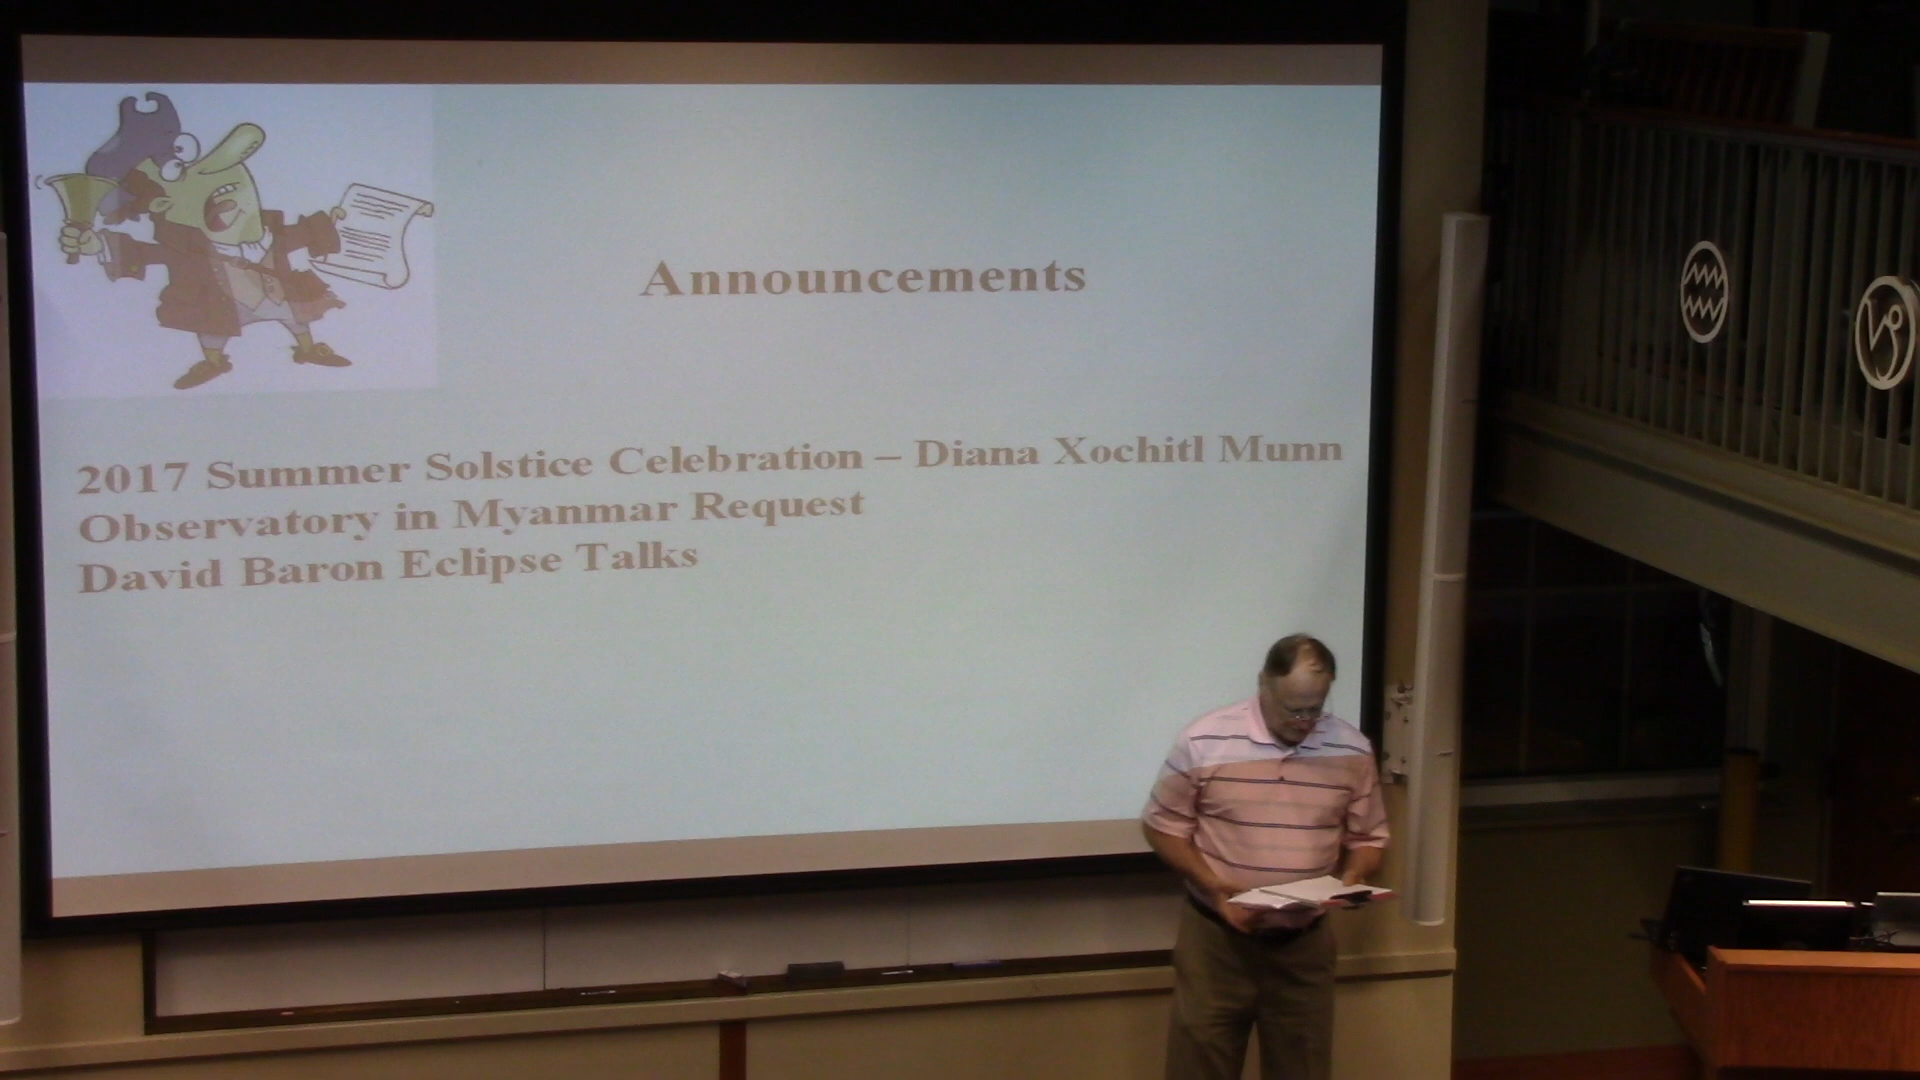 Announcements
2017 Summer Solstice Celebration – Diana Xochitl Munn
Observatory in Myanmar Request
David Baron Eclipse Talks